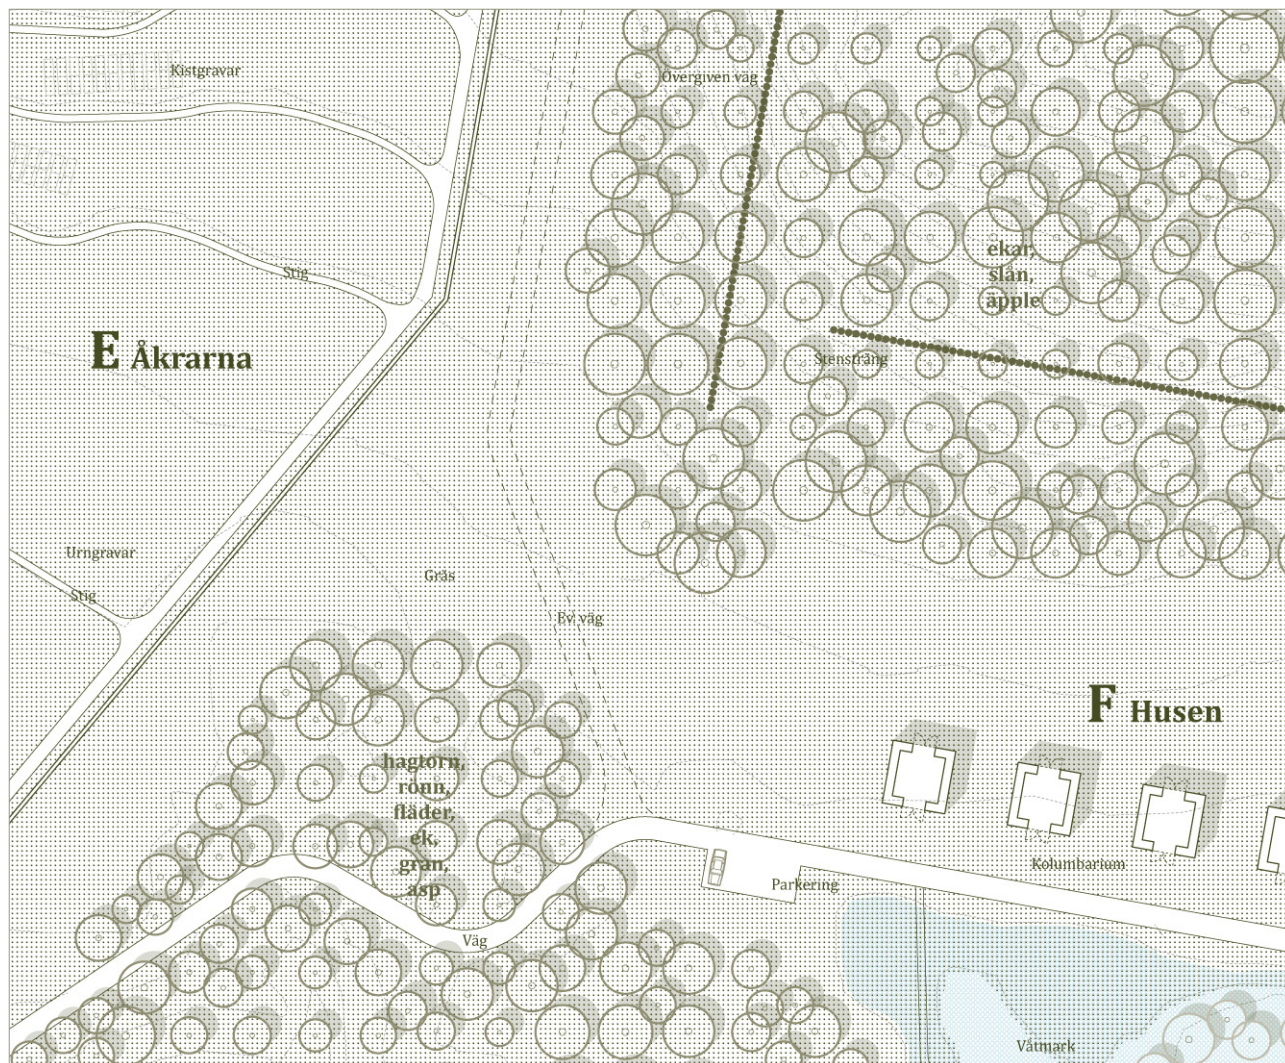 Kistgravar
Övergiven väg
Stig
ekar,
slån,
äpple
E Åkrarna
Stensträng
Urngravar
Stig
Gräs
Ev. väg
F Husen
hagtorn,
rönn,
fläder,
ek,
gran,
asp
Kolumbarium
Parkering
Väg
Våtmark